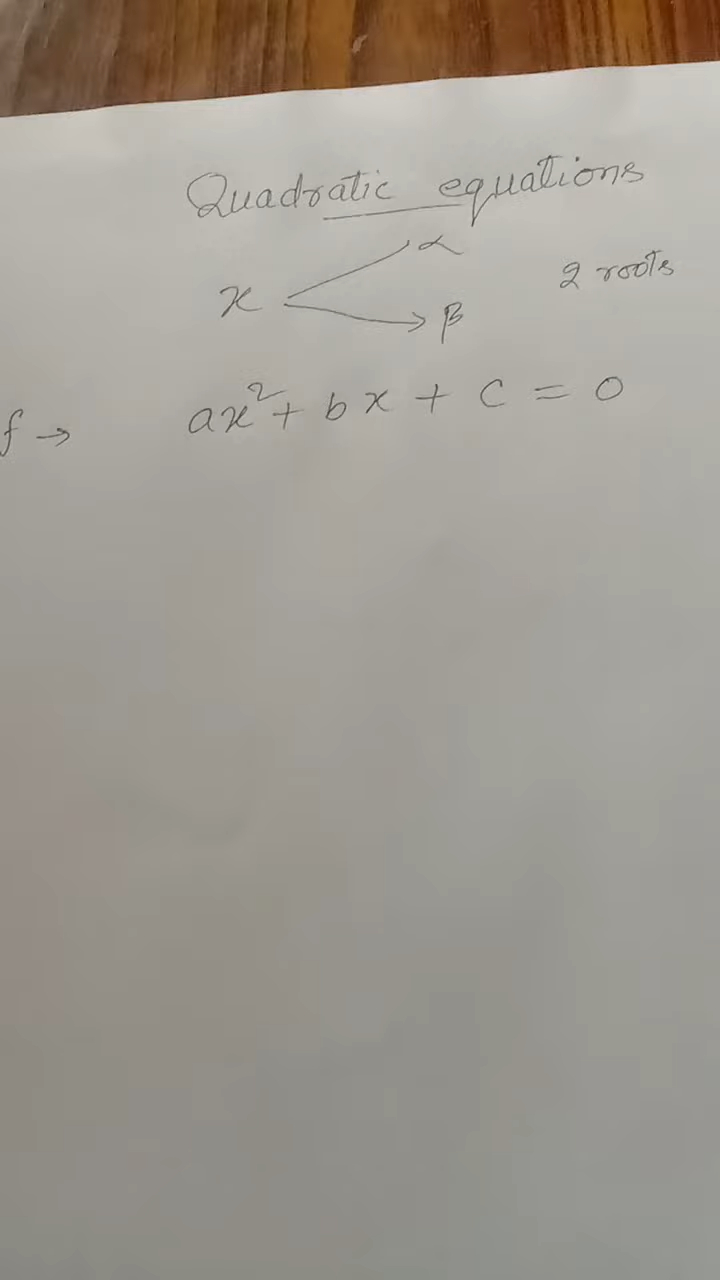 Quadratic equations
α
x 2 roots
β
f → ax² + bx + c = 0